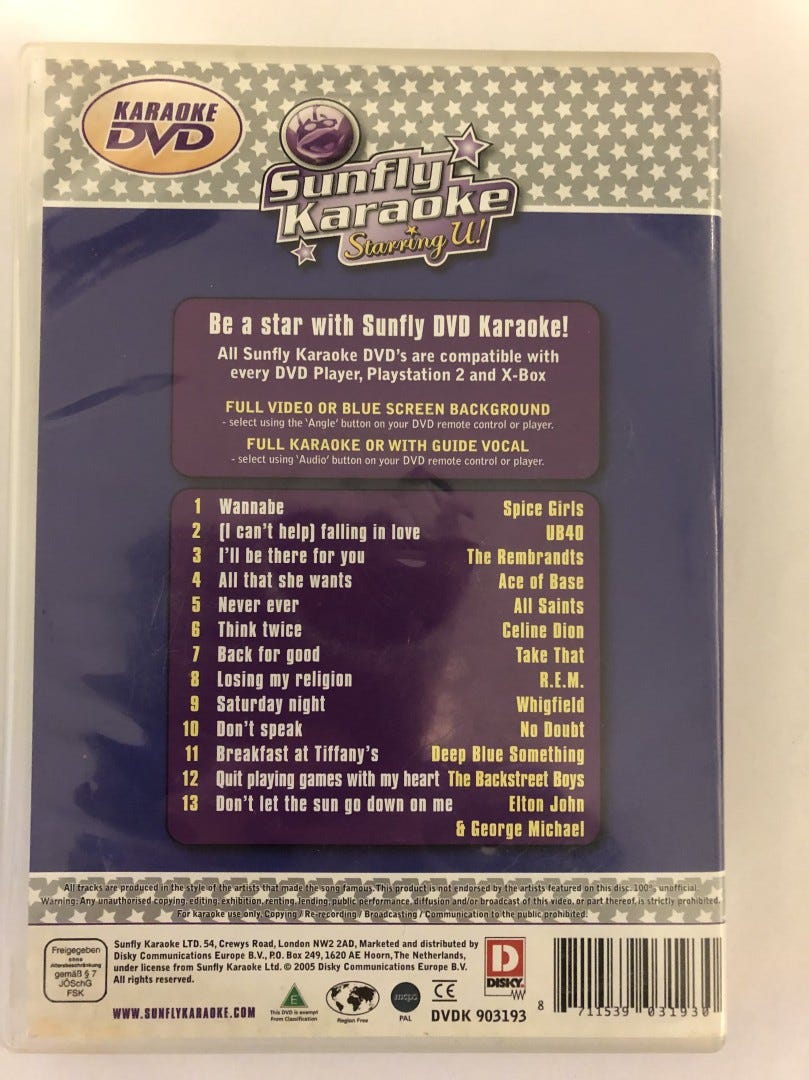 KARAOKE
DVD
Sunfly
Karaoke
Starring U!
Be a star with Sunfly DVD Karaoke!
All Sunfly Karaoke DVD's are compatible with
every DVD Player, Playstation 2 and X-Box
FULL VIDEO OR BLUE SCREEN BACKGROUND
- select using the 'Angle' button on your DVD remote control or player.
FULL KARAOKE OR WITH GUIDE VOCAL
- select using 'Audio' button on your DVD remote control or player.
1 Wannabe Spice Girls
2 (I can't help) falling in love UB40
3 I'll be there for you The Rembrandts
4 All that she wants Ace of Base
5 Never ever All Saints
6 Think twice Celine Dion
7 Back for good Take That
8 Losing my religion R.E.M.
9 Saturday night Whigfield
10 Don't speak No Doubt
11 Breakfast at Tiffany's Deep Blue Something
12 Quit playing games with my heart The Backstreet Boys
13 Don't let the sun go down on me Elton John
& George Michael
All tracks are produced in the style of the artists that made the song famous. This product is not endorsed by the artists featured on this disc. 100% unofficial.
Warning: Any unauthorised copying, editing, exhibition, renting, lending, public performance, diffusion and/or broadcast of this video, or part thereof, is strictly prohibited.
For karaoke use only. Copying / Re-recording / Broadcasting / Communication to the public prohibited.
Freigegeben
ohne
Altersbeschränkung
gemäß § 7
JÖSchG
FSK
Sunfly Karaoke LTD. 54, Crewys Road, London NW2 2AD, Marketed and distributed by
Disky Communications Europe B.V., P.O. Box 249, 1620 AE Hoorn, The Netherlands,
under license from Sunfly Karaoke Ltd. © 2005 Disky Communications Europe B.V.
All rights reserved.
WWW.SUNFLYKARAOKE.COM
E
This DVD is exempt
from Classification
Region Free
mcps
PAL
CE
DVDK 903193
D
DISKY
8 711539 031930